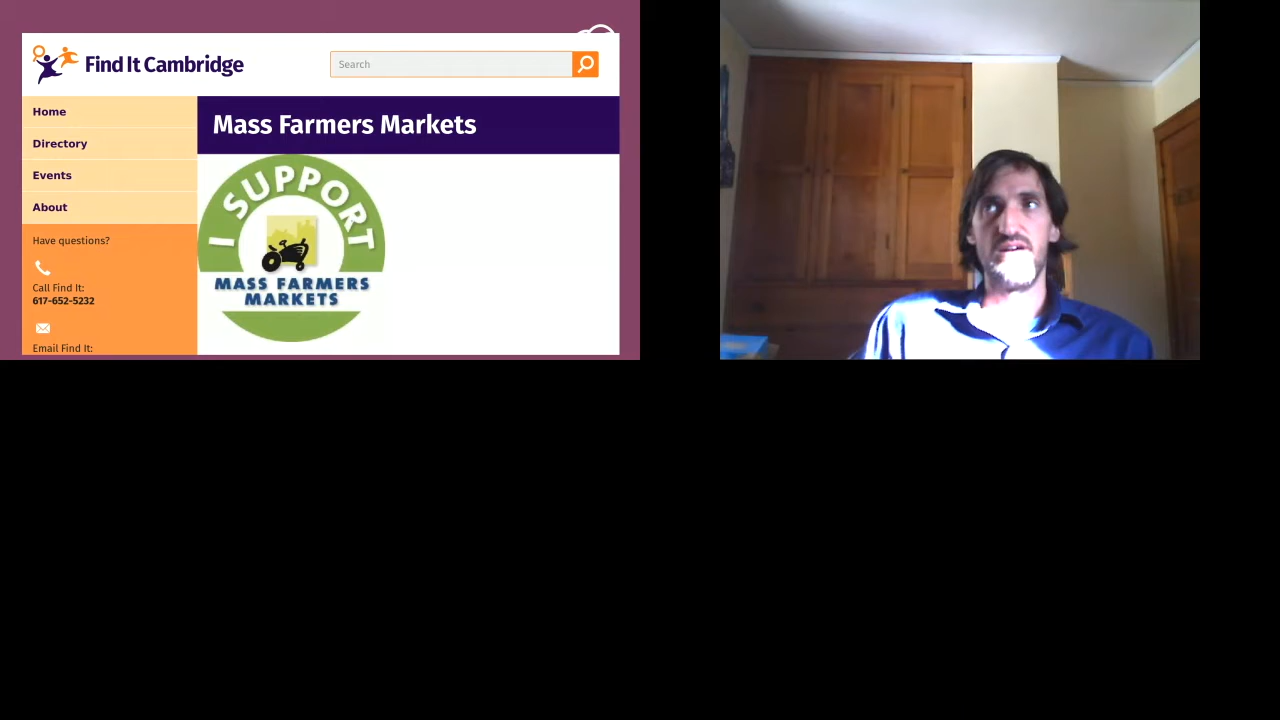 Find It Cambridge
Search
Home
Directory
Events
About
Have questions?
Call Find It:
617-652-5232
Email Find It:
Mass Farmers Markets
I SUPPORT
MASS FARMERS
MARKETS